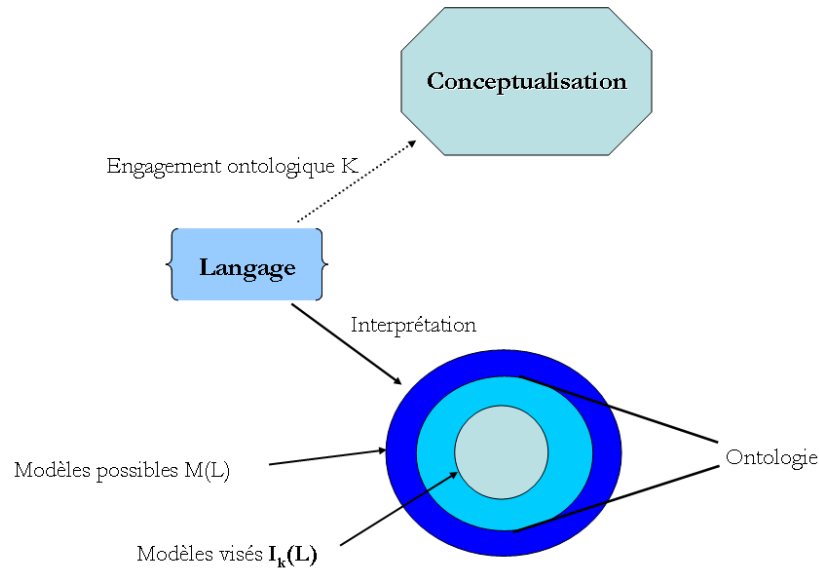 Conceptualisation
Engagement ontologique K
Langage
Interprétation
Modèles possibles M(L)
Ontologie
Modèles visés Ik(L)